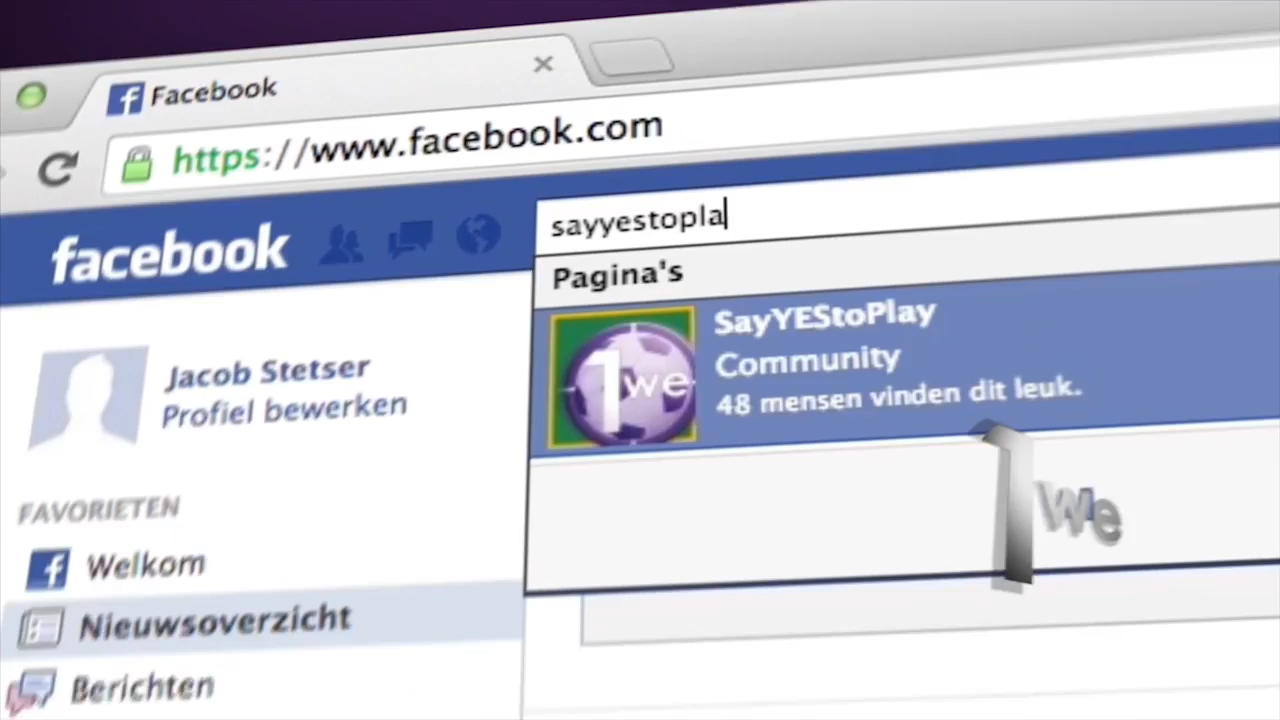 Facebook
https://www.facebook.com
facebook
sayyestopla
Pagina's
SayYEStoPlay
Community
48 mensen vinden dit leuk.
1we
Jacob Stetser
Profiel bewerken
FAVORIETEN
Welkom
Nieuwsoverzicht
Berichten
1We